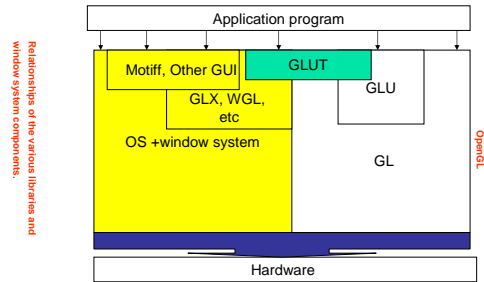 Application program
Relationships of the various libraries and
window system components.
Motiff, Other GUI
GLUT
GLU
GLX, WGL,
etc
OS +window system
GL
OpenGL
Hardware